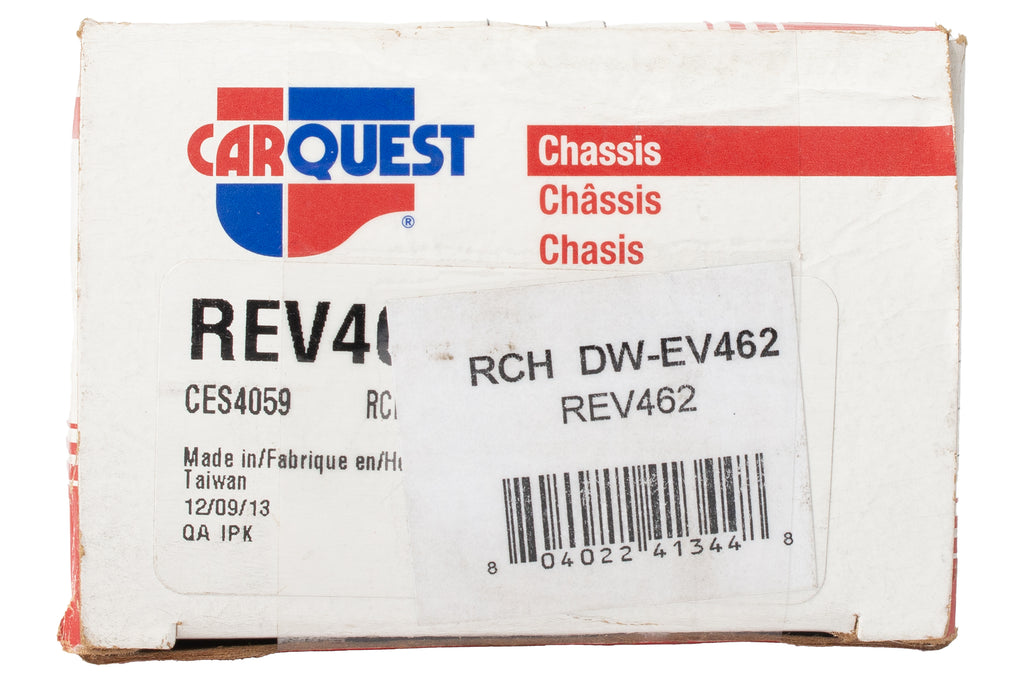 CARQUEST
®
Chassis
Châssis
Chasis
REV4
CES4059 RC
Made in/Fabrique en/H
Taiwan
12/09/13
QA IPK
RCH DW-EV462
REV462
8 04022 41344 8